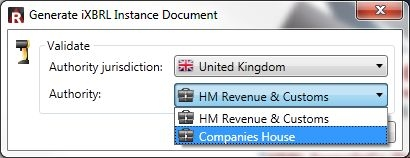 Generate iXBRL Instance Document
Validate
Authority jurisdiction: United Kingdom
Authority: HM Revenue & Customs
HM Revenue & Customs
Companies House